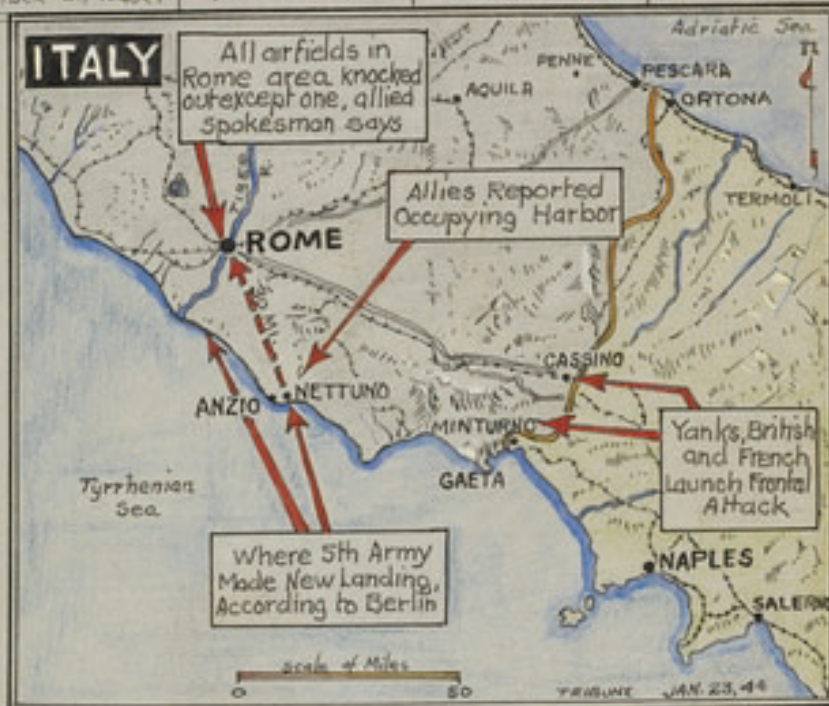 ITALY
All airfields in
Rome area knocked
out except one, allied
spokesman says
Adriatic Sea
PENNE
PESCARA
AQUILA
ORTONA
TIBER R.
Allies Reported
Occupying Harbor
TERMOLI
ROME
CASSINO
ANZIO
NETTUNO
MINTURNO
Yanks, British
and French
Launch Frontal
Attack
GAETA
Tyrrhenian
Sea
Where 5th Army
Made New Landing,
According to Berlin
NAPLES
SALERNO
Scale of Miles
0 50
TRIBUNE JAN. 23, 44